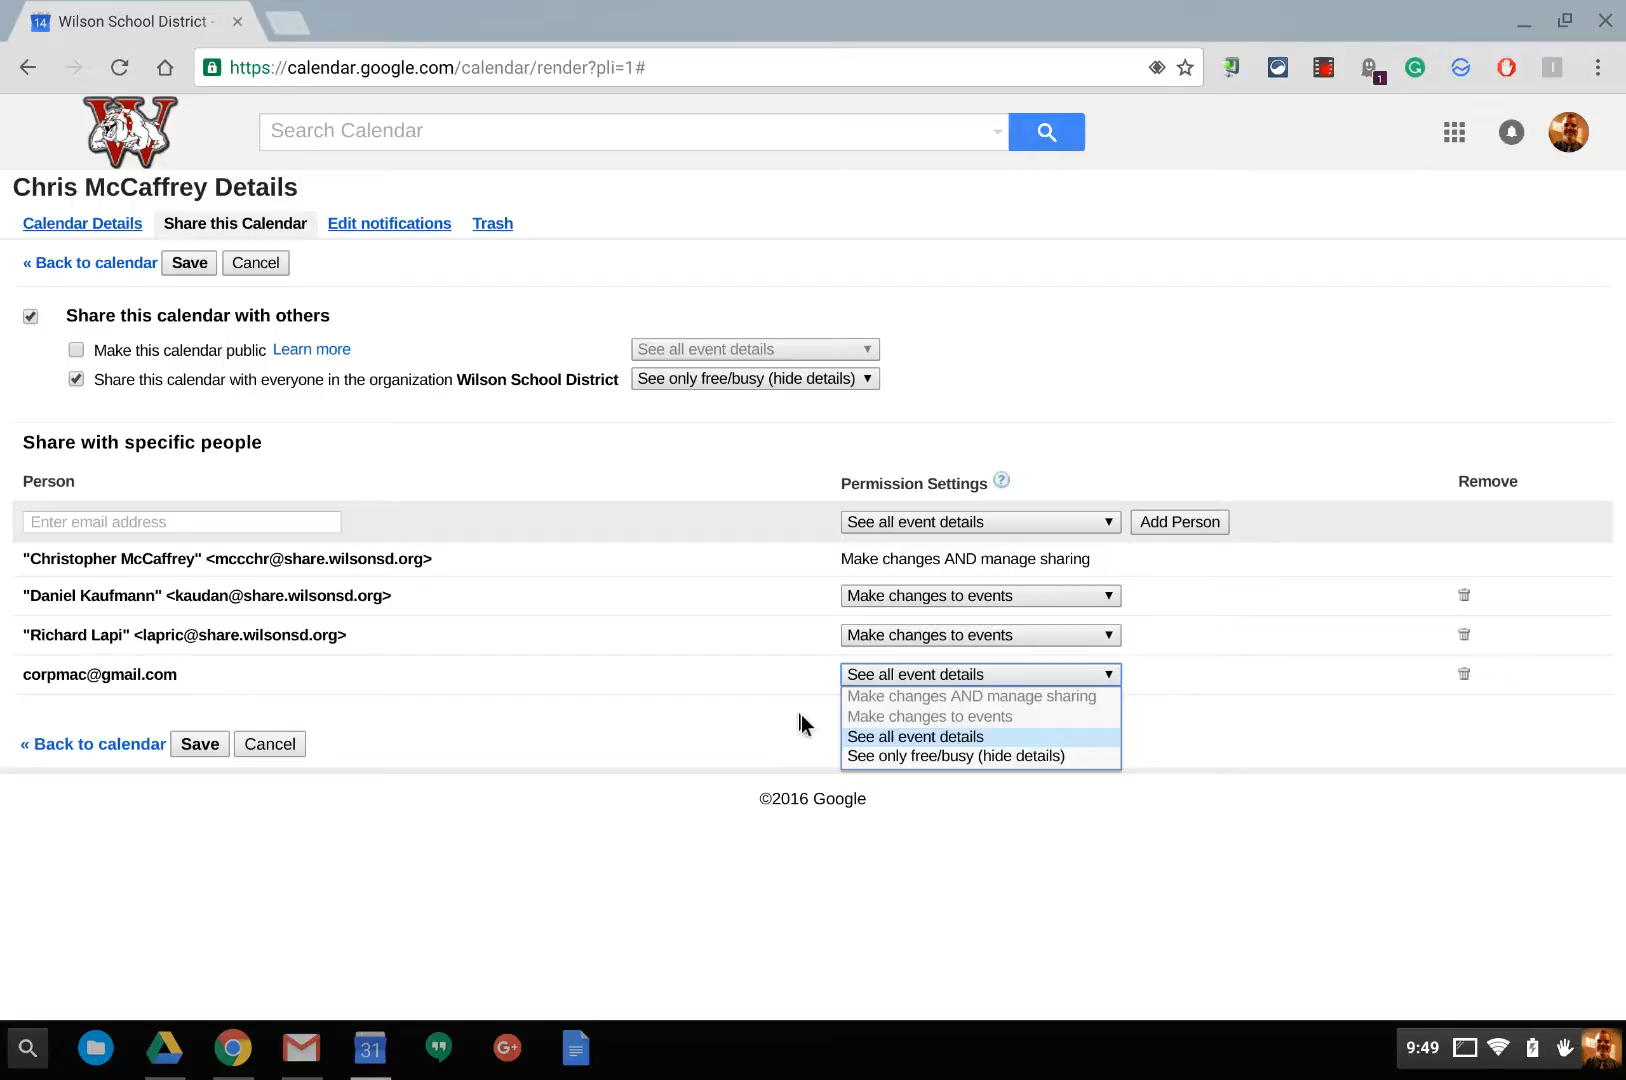 14 Wilson School District -
https://calendar.google.com/calendar/render?pli=1#
1
W
Search Calendar
Chris McCaffrey Details
Calendar Details Share this Calendar Edit notifications Trash
« Back to calendar Save Cancel
Share this calendar with others
Make this calendar public Learn more See all event details
Share this calendar with everyone in the organization Wilson School District See only free/busy (hide details)
Share with specific people
Person Permission Settings ? Remove
Enter email address See all event details Add Person
"Christopher McCaffrey" <mccchr@share.wilsonsd.org> Make changes AND manage sharing
"Daniel Kaufmann" <kaudan@share.wilsonsd.org> Make changes to events
"Richard Lapi" <lapric@share.wilsonsd.org> Make changes to events
corpmac@gmail.com See all event details
Make changes AND manage sharing
Make changes to events
See all event details
See only free/busy (hide details)
« Back to calendar Save Cancel
©2016 Google
31 G+ 9:49